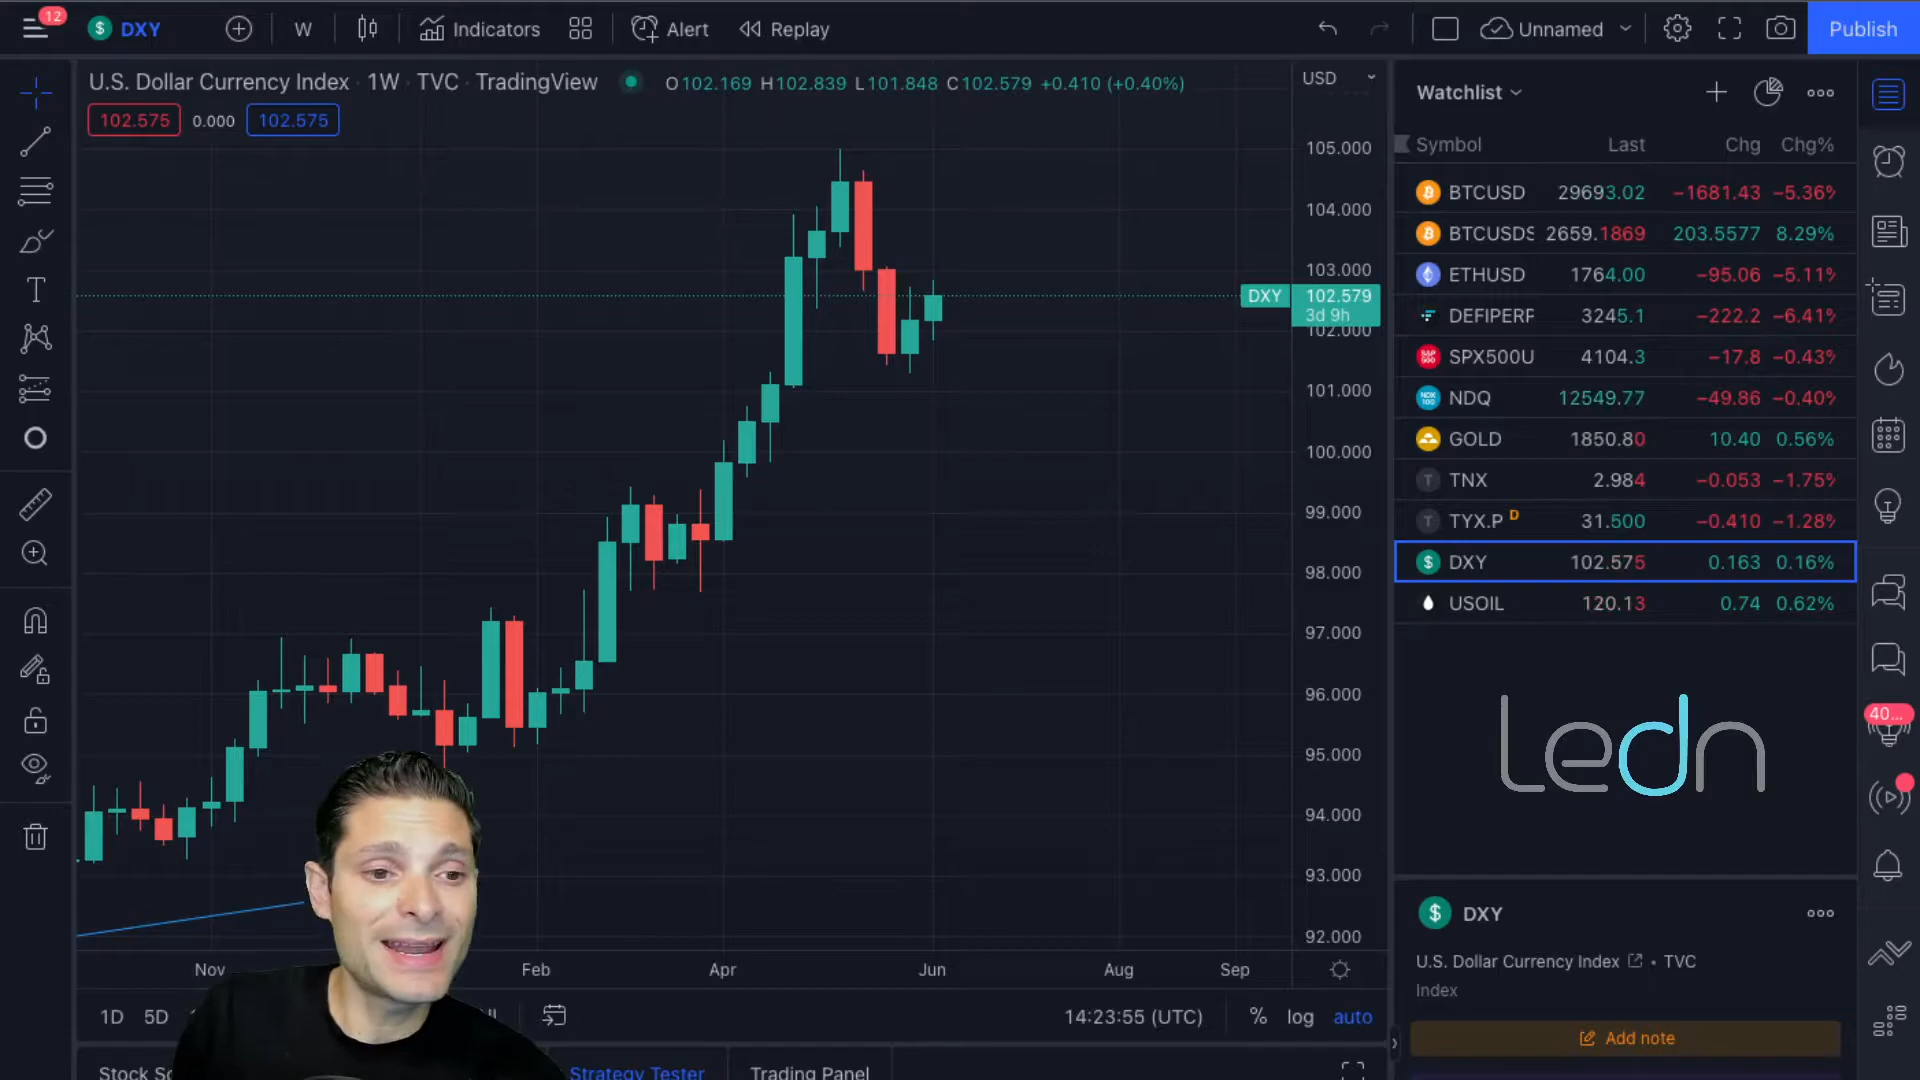 12
DXY
W
Indicators
Alert
Replay
Unnamed
Publish
U.S. Dollar Currency Index · 1W · TVC · TradingView
O102.169 H102.839 L101.848 C102.579 +0.410 (+0.40%)
102.575 0.000 102.575
USD
105.000
104.000
103.000
DXY 102.579
3d 9h
102.000
101.000
100.000
99.000
98.000
97.000
96.000
95.000
94.000
93.000
92.000
Nov Feb Apr Jun Aug Sep
1D 5D
14:23:55 (UTC) % log auto
Strategy Tester Trading Panel
Watchlist
Symbol Last Chg Chg%
BTCUSD 29693.02 −1681.43 −5.36%
BTCUSDS 2659.1869 203.5577 8.29%
ETHUSD 1764.00 −95.06 −5.11%
DEFIPERF 3245.1 −222.2 −6.41%
SPX500U 4104.3 −17.8 −0.43%
NDQ 12549.77 −49.86 −0.40%
GOLD 1850.80 10.40 0.56%
TNX 2.984 −0.053 −1.75%
TYX.P D 31.500 −0.410 −1.28%
DXY 102.575 0.163 0.16%
USOIL 120.13 0.74 0.62%
ledn
DXY
U.S. Dollar Currency Index • TVC
Index
Add note
40...